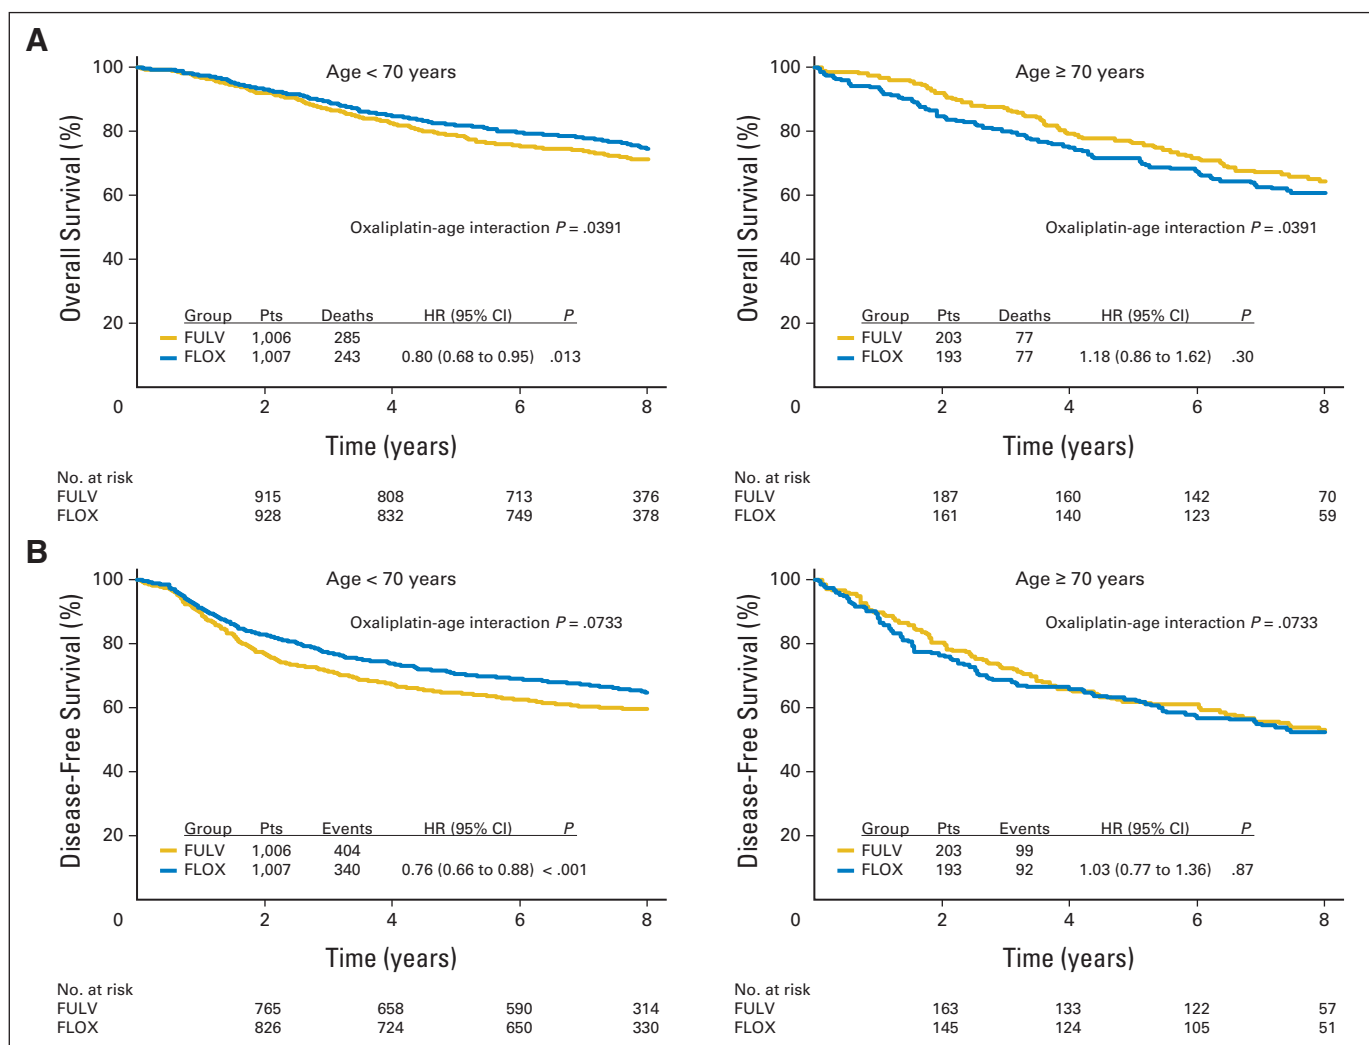 A
Overall Survival (%)
100
80
60
40
20
0
2
4
6
8
Age < 70 years
Oxaliplatin-age interaction P = .0391
Group Pts Deaths HR (95% CI) P
FULV 1,006 285
FLOX 1,007 243 0.80 (0.68 to 0.95) .013
Time (years)
No. at risk
FULV 915 808 713 376
FLOX 928 832 749 378
Overall Survival (%)
100
80
60
40
20
0
2
4
6
8
Age ≥ 70 years
Oxaliplatin-age interaction P = .0391
Group Pts Deaths HR (95% CI) P
FULV 203 77
FLOX 193 77 1.18 (0.86 to 1.62) .30
Time (years)
No. at risk
FULV 187 160 142 70
FLOX 161 140 123 59
B
Disease-Free Survival (%)
100
80
60
40
20
0
2
4
6
8
Age < 70 years
Oxaliplatin-age interaction P = .0733
Group Pts Events HR (95% CI) P
FULV 1,006 404
FLOX 1,007 340 0.76 (0.66 to 0.88) < .001
Time (years)
No. at risk
FULV 765 658 590 314
FLOX 826 724 650 330
Disease-Free Survival (%)
100
80
60
40
20
0
2
4
6
8
Age ≥ 70 years
Oxaliplatin-age interaction P = .0733
Group Pts Events HR (95% CI) P
FULV 203 99
FLOX 193 92 1.03 (0.77 to 1.36) .87
Time (years)
No. at risk
FULV 163 133 122 57
FLOX 145 124 105 51